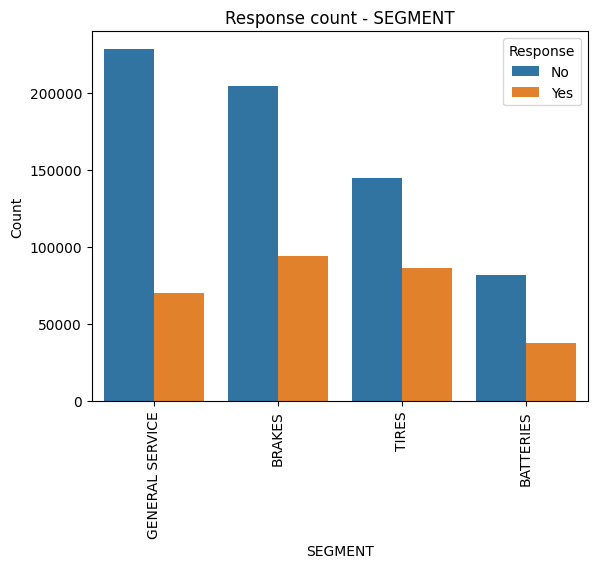 Response count - SEGMENT
Response
No
Yes
Count
200000
150000
100000
50000
0
GENERAL SERVICE
BRAKES
TIRES
BATTERIES
SEGMENT